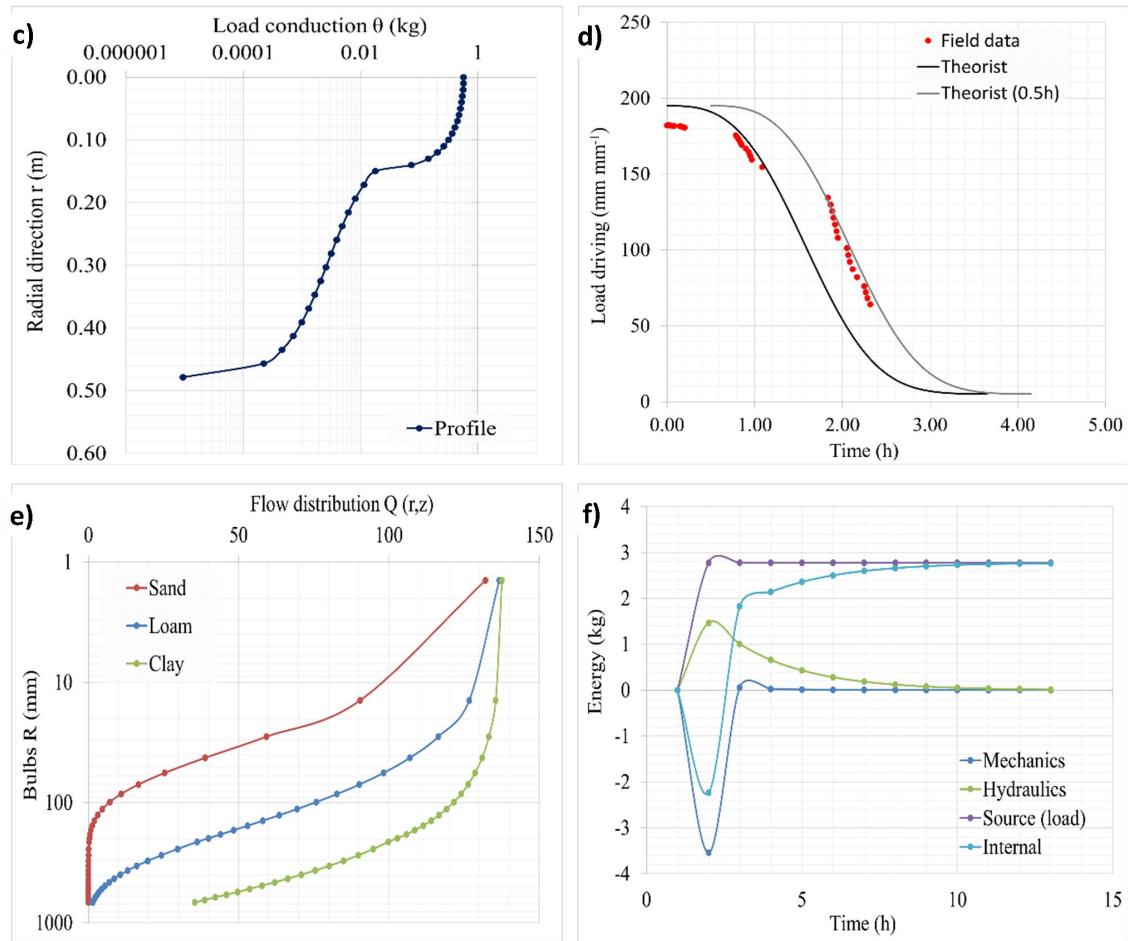 c)
Load conduction θ (kg)
0.000001 0.0001 0.01 1
0.00
0.10
0.20
0.30
0.40
0.50
0.60
Radial direction r (m)
Profile
d)
Field data
Theorist
Theorist (0.5h)
250
200
150
100
50
0
Load driving (mm mm⁻¹)
0.00 1.00 2.00 3.00 4.00 5.00
Time (h)
e)
Flow distribution Q (r,z)
0 50 100 150
1
10
100
1000
Bulbs R (mm)
Sand
Loam
Clay
f)
4
3
2
1
0
-1
-2
-3
-4
Energy (kg)
Mechanics
Hydraulics
Source (load)
Internal
0 5 10 15
Time (h)